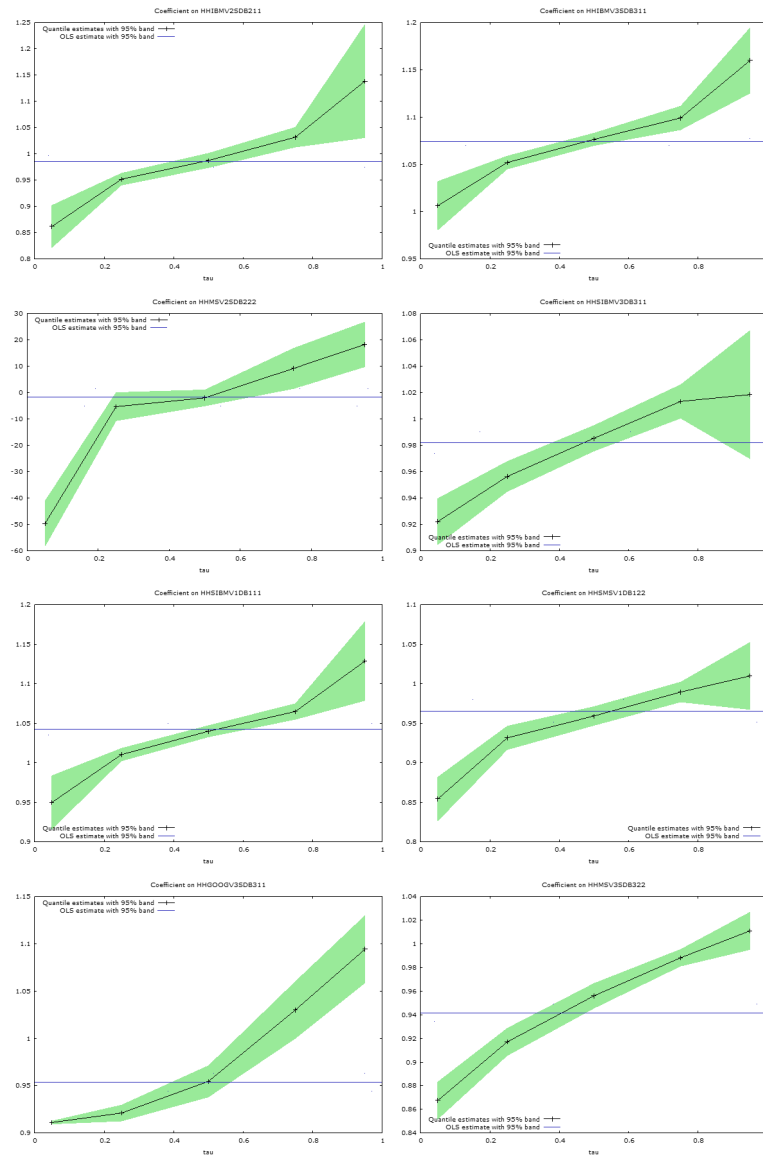 Coefficient on HHIBMV2SDB211
1.25
1.2
1.15
1.1
1.05
1
0.95
0.9
0.85
0.8
Quantile estimates with 95% band
OLS estimate with 95% band
0 0.2 0.4 0.6 0.8 1
tau
Coefficient on HHIBMV3SDB311
1.2
1.15
1.1
1.05
1
0.95
Quantile estimates with 95% band
OLS estimate with 95% band
0 0.2 0.4 0.6 0.8
tau
Coefficient on HHMSV2SDB222
30
20
10
0
-10
-20
-30
-40
-50
-60
Quantile estimates with 95% band
OLS estimate with 95% band
0 0.2 0.4 0.6 0.8 1
tau
Coefficient on HHSIBMV3DB311
1.08
1.06
1.04
1.02
1
0.98
0.96
0.94
0.92
0.9
Quantile estimates with 95% band
OLS estimate with 95% band
0 0.2 0.4 0.6 0.8
tau
Coefficient on HHSIBMV1DB111
1.2
1.15
1.1
1.05
1
0.95
0.9
Quantile estimates with 95% band
OLS estimate with 95% band
0 0.2 0.4 0.6 0.8 1
tau
Coefficient on HHSMSV1DB122
1.1
1.05
1
0.95
0.9
0.85
0.8
Quantile estimates with 95% band
OLS estimate with 95% band
0 0.2 0.4 0.6 0.8
tau
Coefficient on HHGOOGV3SDB311
1.15
1.1
1.05
1
0.95
0.9
Quantile estimates with 95% band
OLS estimate with 95% band
0 0.2 0.4 0.6 0.8 1
tau
Coefficient on HHMSV3SDB322
1.04
1.02
1
0.98
0.96
0.94
0.92
0.9
0.88
0.86
0.84
Quantile estimates with 95% band
OLS estimate with 95% band
0 0.2 0.4 0.6 0.8
tau